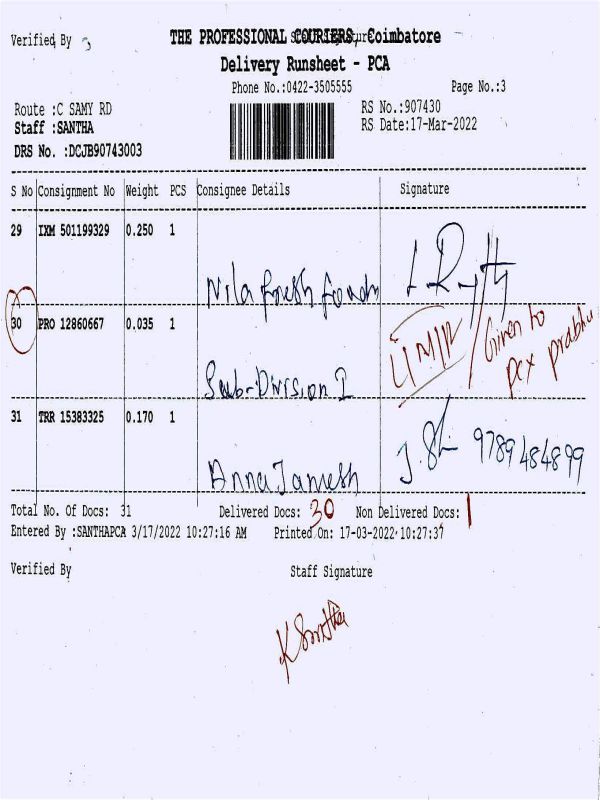 Verified By THE PROFESSIONAL COURIERS, Coimbatore
Delivery Runsheet - PCA
Phone No.:0422-3505555 Page No.:3
Route :C SAMY RD RS No.:907430
Staff :SANTHA RS Date:17-Mar-2022
DRS No. :DCJB90743003
S No Consignment No Weight PCS Consignee Details Signature
29 IXM 501199329 0.250 1
Nila fresh foods
30 PRO 12860667 0.035 1
Given to
pcx prabhu
Sub-Division I
31 TRR 15383325 0.170 1
9789484899
Anna
Total No. Of Docs: 31 Delivered Docs: 30 Non Delivered Docs: 1
Entered By :SANTHAPCA 3/17/2022 10:27:16 AM Printed On: 17-03-2022 10:27:37
Verified By Staff Signature
K Santha